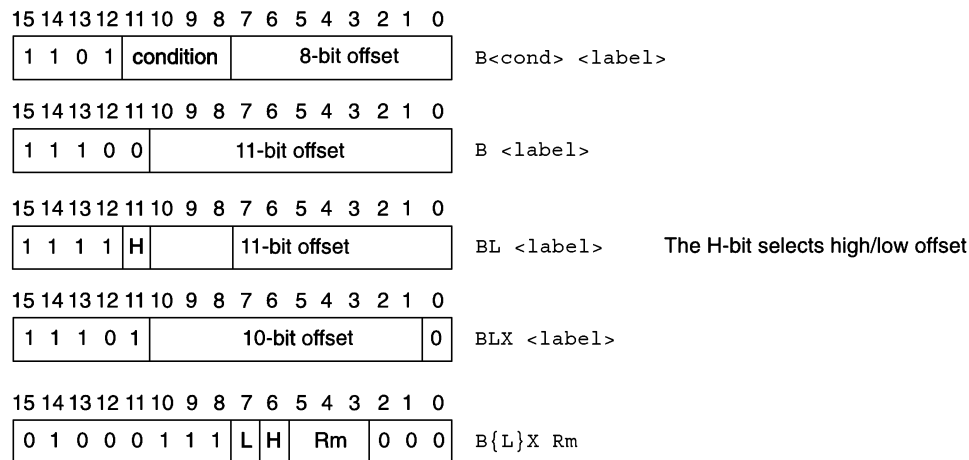 15 14 13 12 11 10 9 8 7 6 5 4 3 2 1 0
1 1 0 1 condition 8-bit offset B<cond> <label>
15 14 13 12 11 10 9 8 7 6 5 4 3 2 1 0
1 1 1 0 0 11-bit offset B <label>
15 14 13 12 11 10 9 8 7 6 5 4 3 2 1 0
1 1 1 1 H 11-bit offset BL <label> The H-bit selects high/low offset
15 14 13 12 11 10 9 8 7 6 5 4 3 2 1 0
1 1 1 0 1 10-bit offset 0 BLX <label>
15 14 13 12 11 10 9 8 7 6 5 4 3 2 1 0
0 1 0 0 0 1 1 1 L H Rm 0 0 0 B{L}X Rm